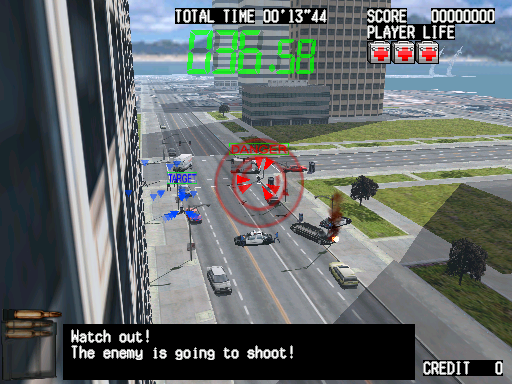 TOTAL TIME 00'13"44
SCORE 00000000
PLAYER LIFE
036.58
DANGER
TARGET
Watch out!
The enemy is going to shoot!
CREDIT 0